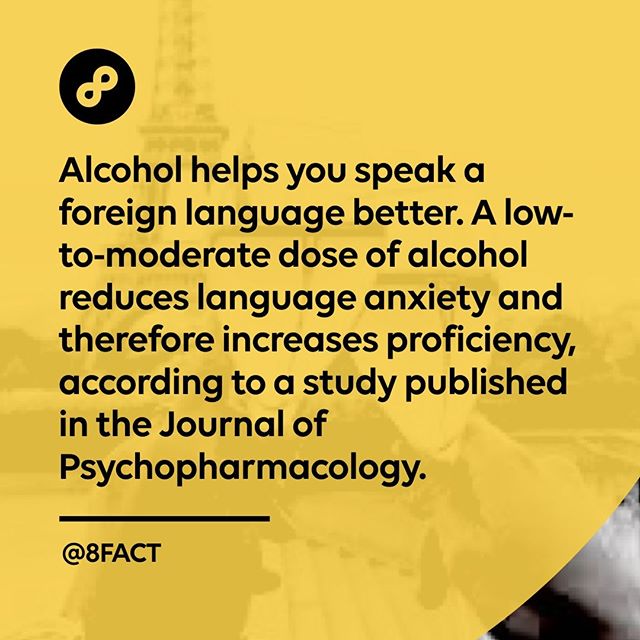 Alcohol helps you speak a
foreign language better. A low-
to-moderate dose of alcohol
reduces language anxiety and
therefore increases proficiency,
according to a study published
in the Journal of
Psychopharmacology.
@8FACT